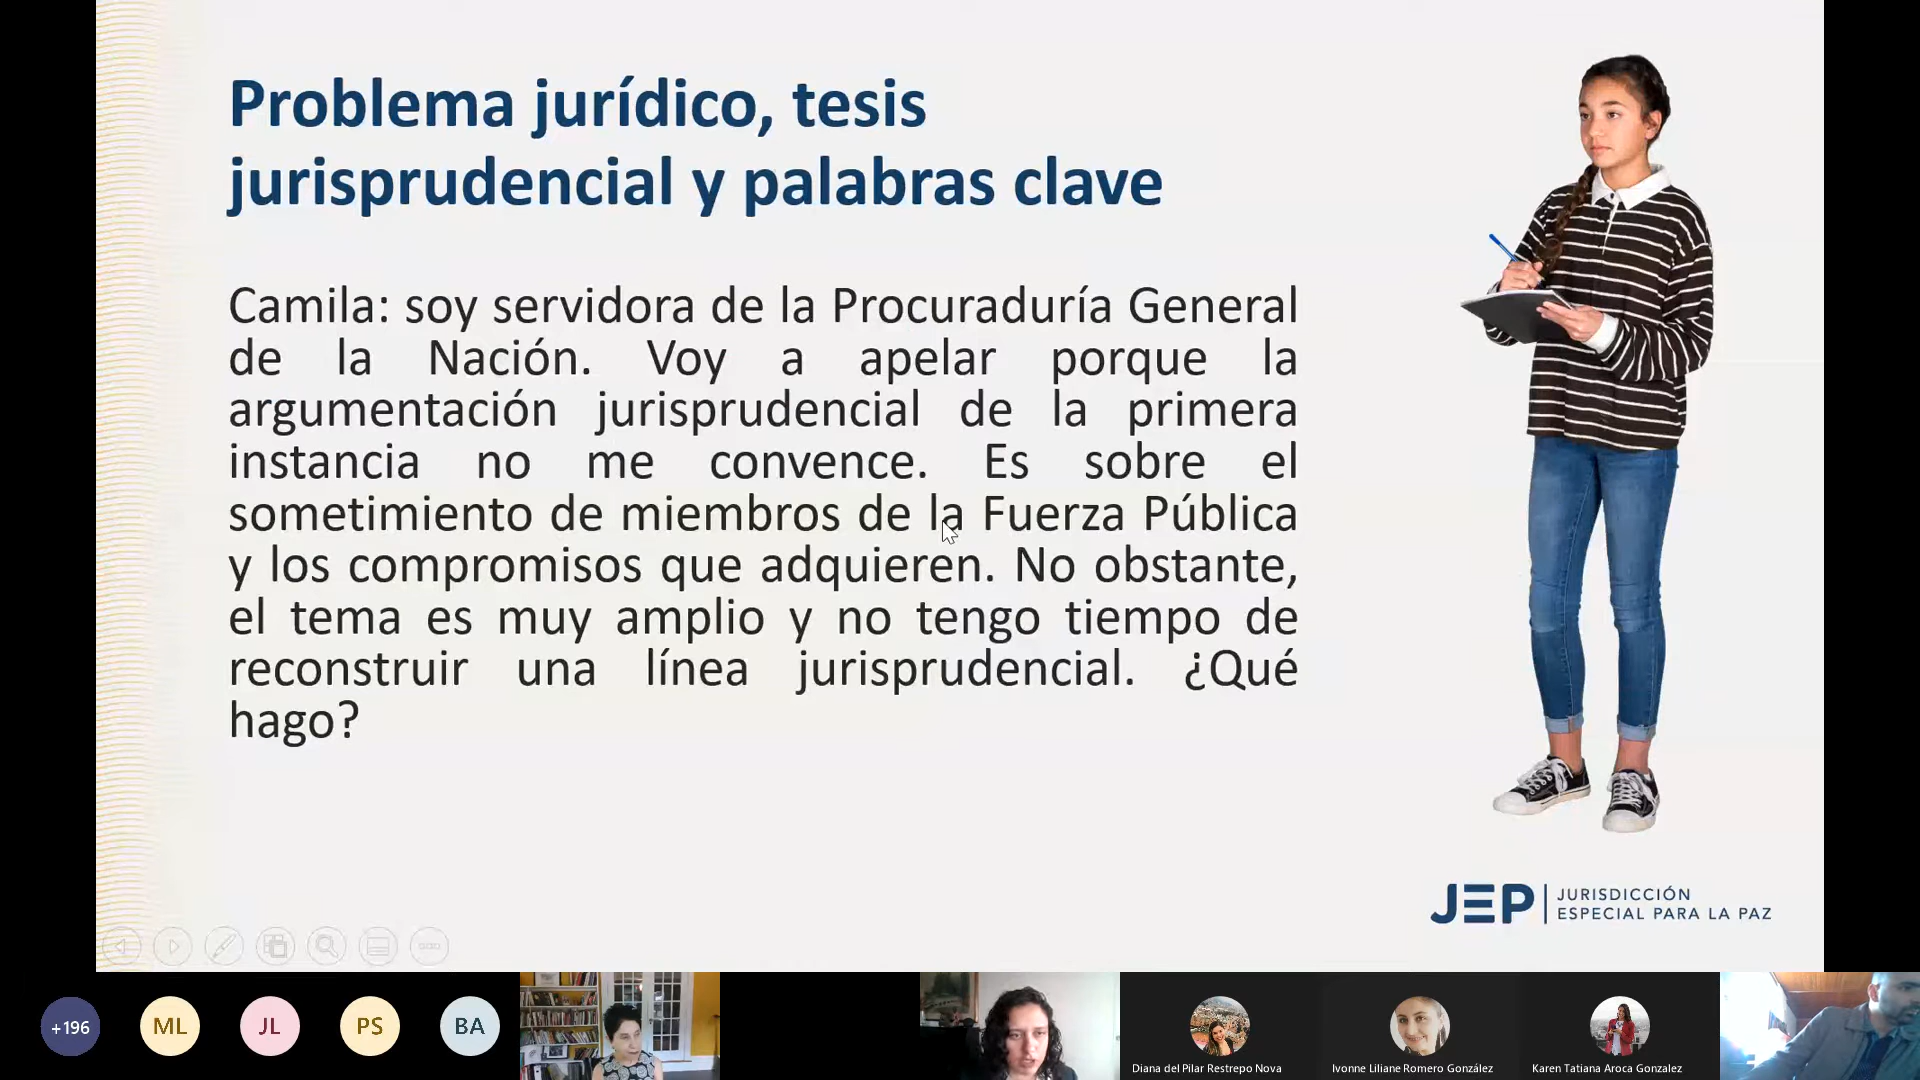 Problema jurídico, tesis
jurisprudencial y palabras clave
Camila: soy servidora de la Procuraduría General
de la Nación. Voy a apelar porque la
argumentación jurisprudencial de la primera
instancia no me convence. Es sobre el
sometimiento de miembros de la Fuerza Pública
y los compromisos que adquieren. No obstante,
el tema es muy amplio y no tengo tiempo de
reconstruir una línea jurisprudencial. ¿Qué
hago?
JEP JURISDICCIÓN
ESPECIAL PARA LA PAZ
+196 ML JL PS BA
Diana del Pilar Restrepo Nova Ivonne Liliane Romero González Karen Tatiana Aroca Gonzalez